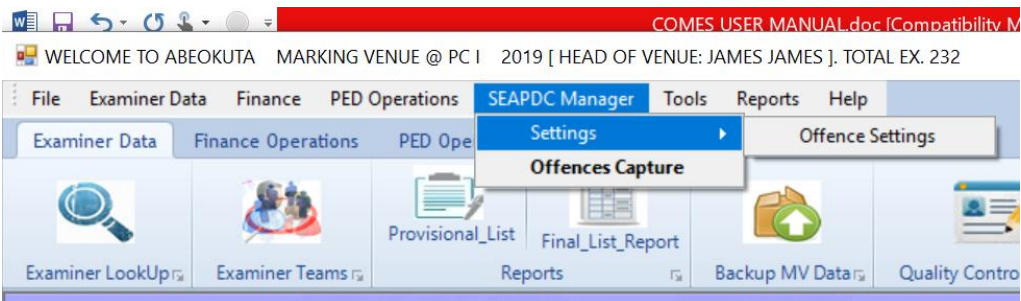 COMES USER MANUAL.doc [Compatibility M
WELCOME TO ABEOKUTA MARKING VENUE @ PC I 2019 [ HEAD OF VENUE: JAMES JAMES ]. TOTAL EX. 232
File Examiner Data Finance PED Operations SEAPDC Manager Tools Reports Help
Examiner Data Finance Operations PED Ope Settings Offence Settings
Offences Capture
Provisional_List Final_List_Report
Examiner LookUp Examiner Teams Reports Backup MV Data Quality Contro